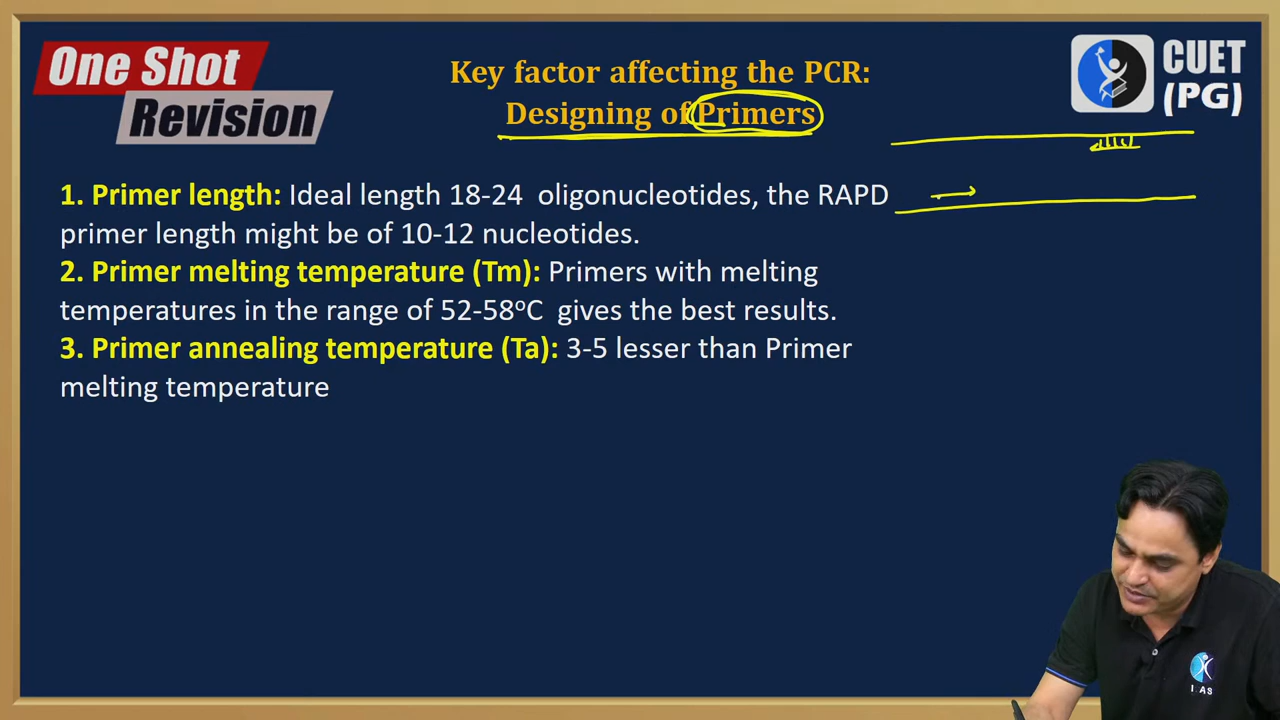 One Shot
Revision
Key factor affecting the PCR:
Designing of Primers
CUET
(PG)
1. Primer length: Ideal length 18-24 oligonucleotides, the RAPD
primer length might be of 10-12 nucleotides.
2. Primer melting temperature (Tm): Primers with melting
temperatures in the range of 52-58°C gives the best results.
3. Primer annealing temperature (Ta): 3-5 lesser than Primer
melting temperature